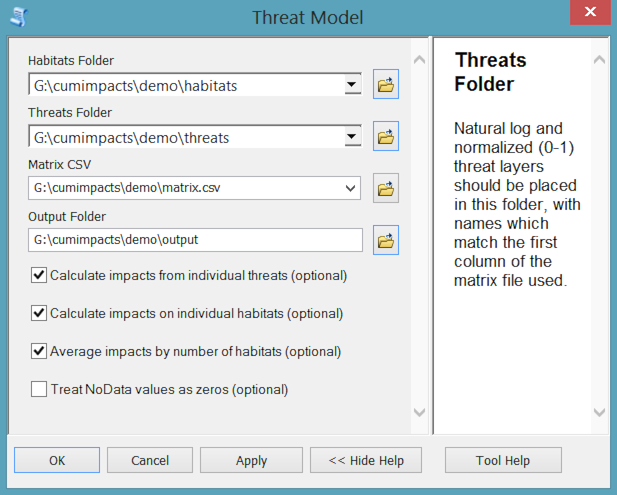 Threat Model
Habitats Folder
G:\cumimpacts\demo\habitats
Threats Folder
G:\cumimpacts\demo\threats
Matrix CSV
G:\cumimpacts\demo\matrix.csv
Output Folder
G:\cumimpacts\demo\output
Calculate impacts from individual threats (optional)
Calculate impacts on individual habitats (optional)
Average impacts by number of habitats (optional)
Treat NoData values as zeros (optional)
Threats
Folder
Natural log and
normalized (0-1)
threat layers
should be placed
in this folder, with
names which
match the first
column of the
matrix file used.
OK
Cancel
Apply
<< Hide Help
Tool Help